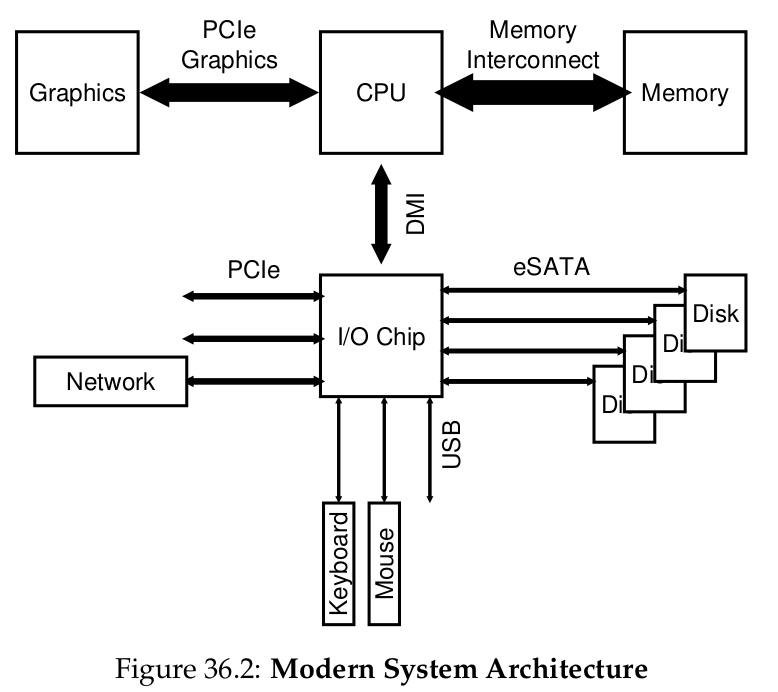 PCIe
Graphics
Memory
Interconnect
Graphics
CPU
Memory
DMI
PCIe
eSATA
I/O Chip
Disk
Di
Di
Di
Network
USB
Keyboard
Mouse
Figure 36.2: Modern System Architecture